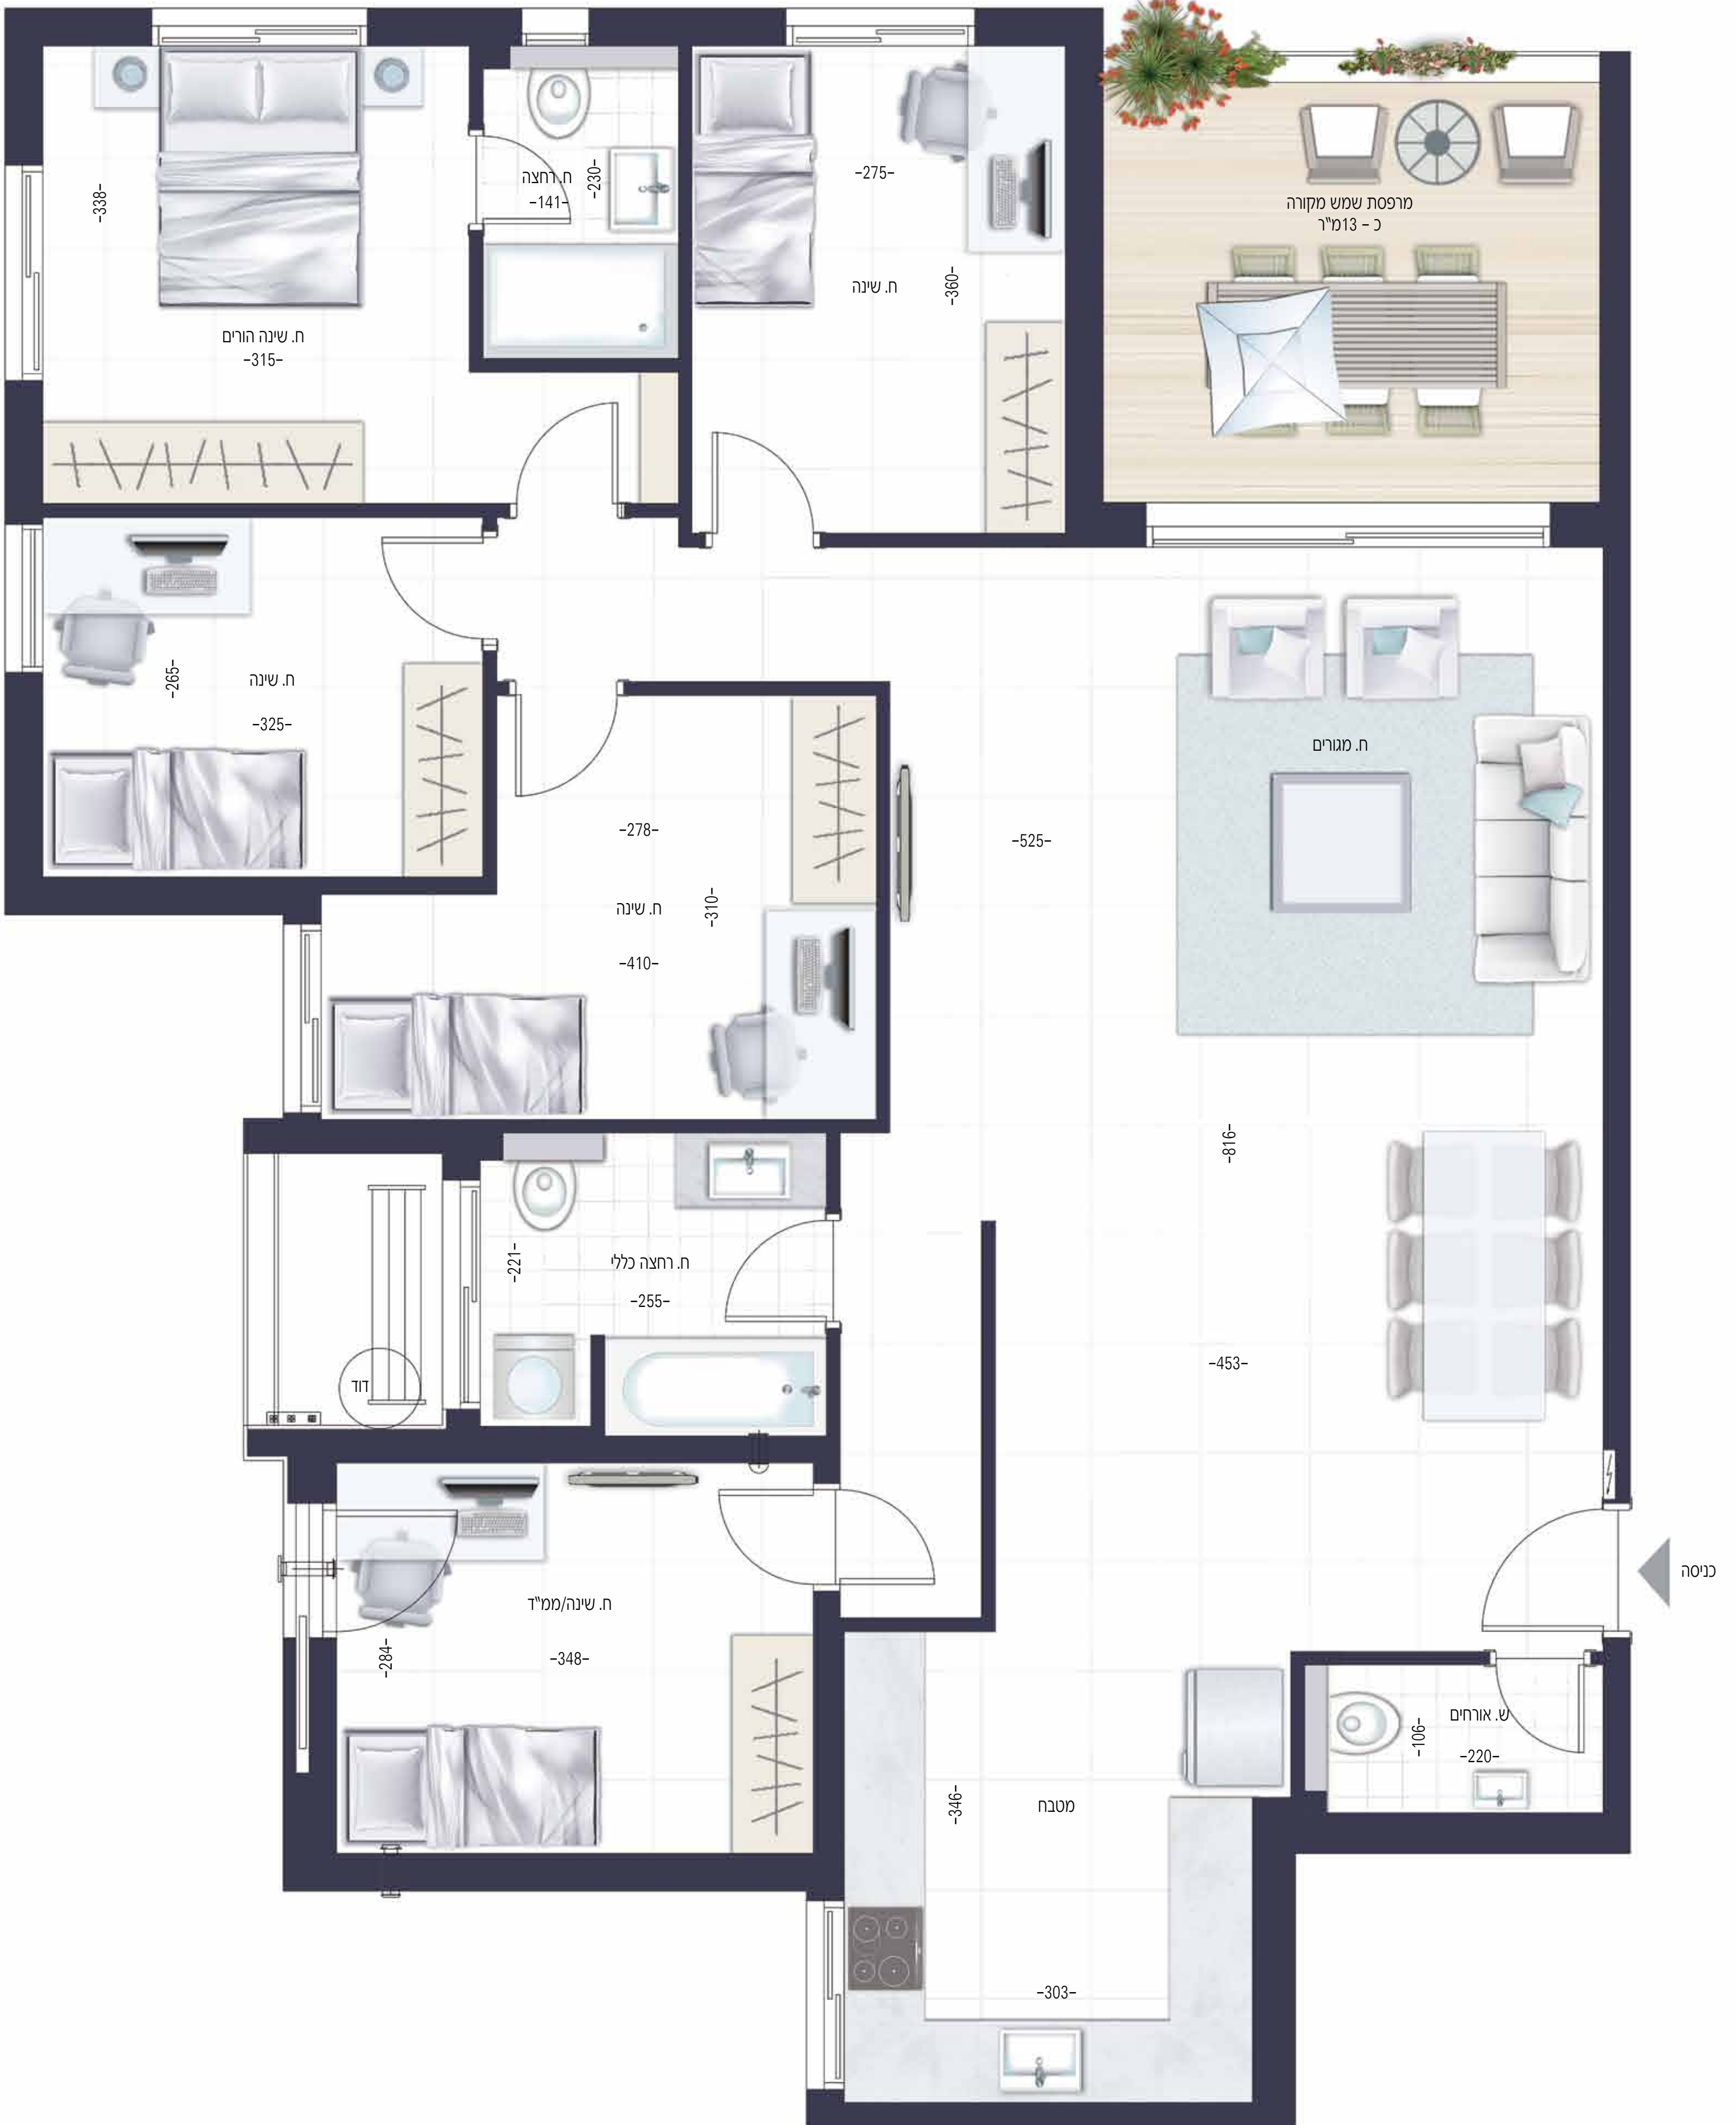 ח. רחצה
-141-
-230-
-338-
ח. שינה הורים
-315-
-275-
ח. שינה
-360-
מרפסת שמש מקורה
כ - 13מ"ר
-265-
ח. שינה
-325-
-278-
ח. שינה
-310-
-410-
ח. מגורים
-525-
-816-
-453-
ח. רחצה כללי
-221-
-255-
דוד
ח. שינה/ממ"ד
-284-
-348-
כניסה
ש. אורחים
-106-
-220-
מטבח
-346-
-303-